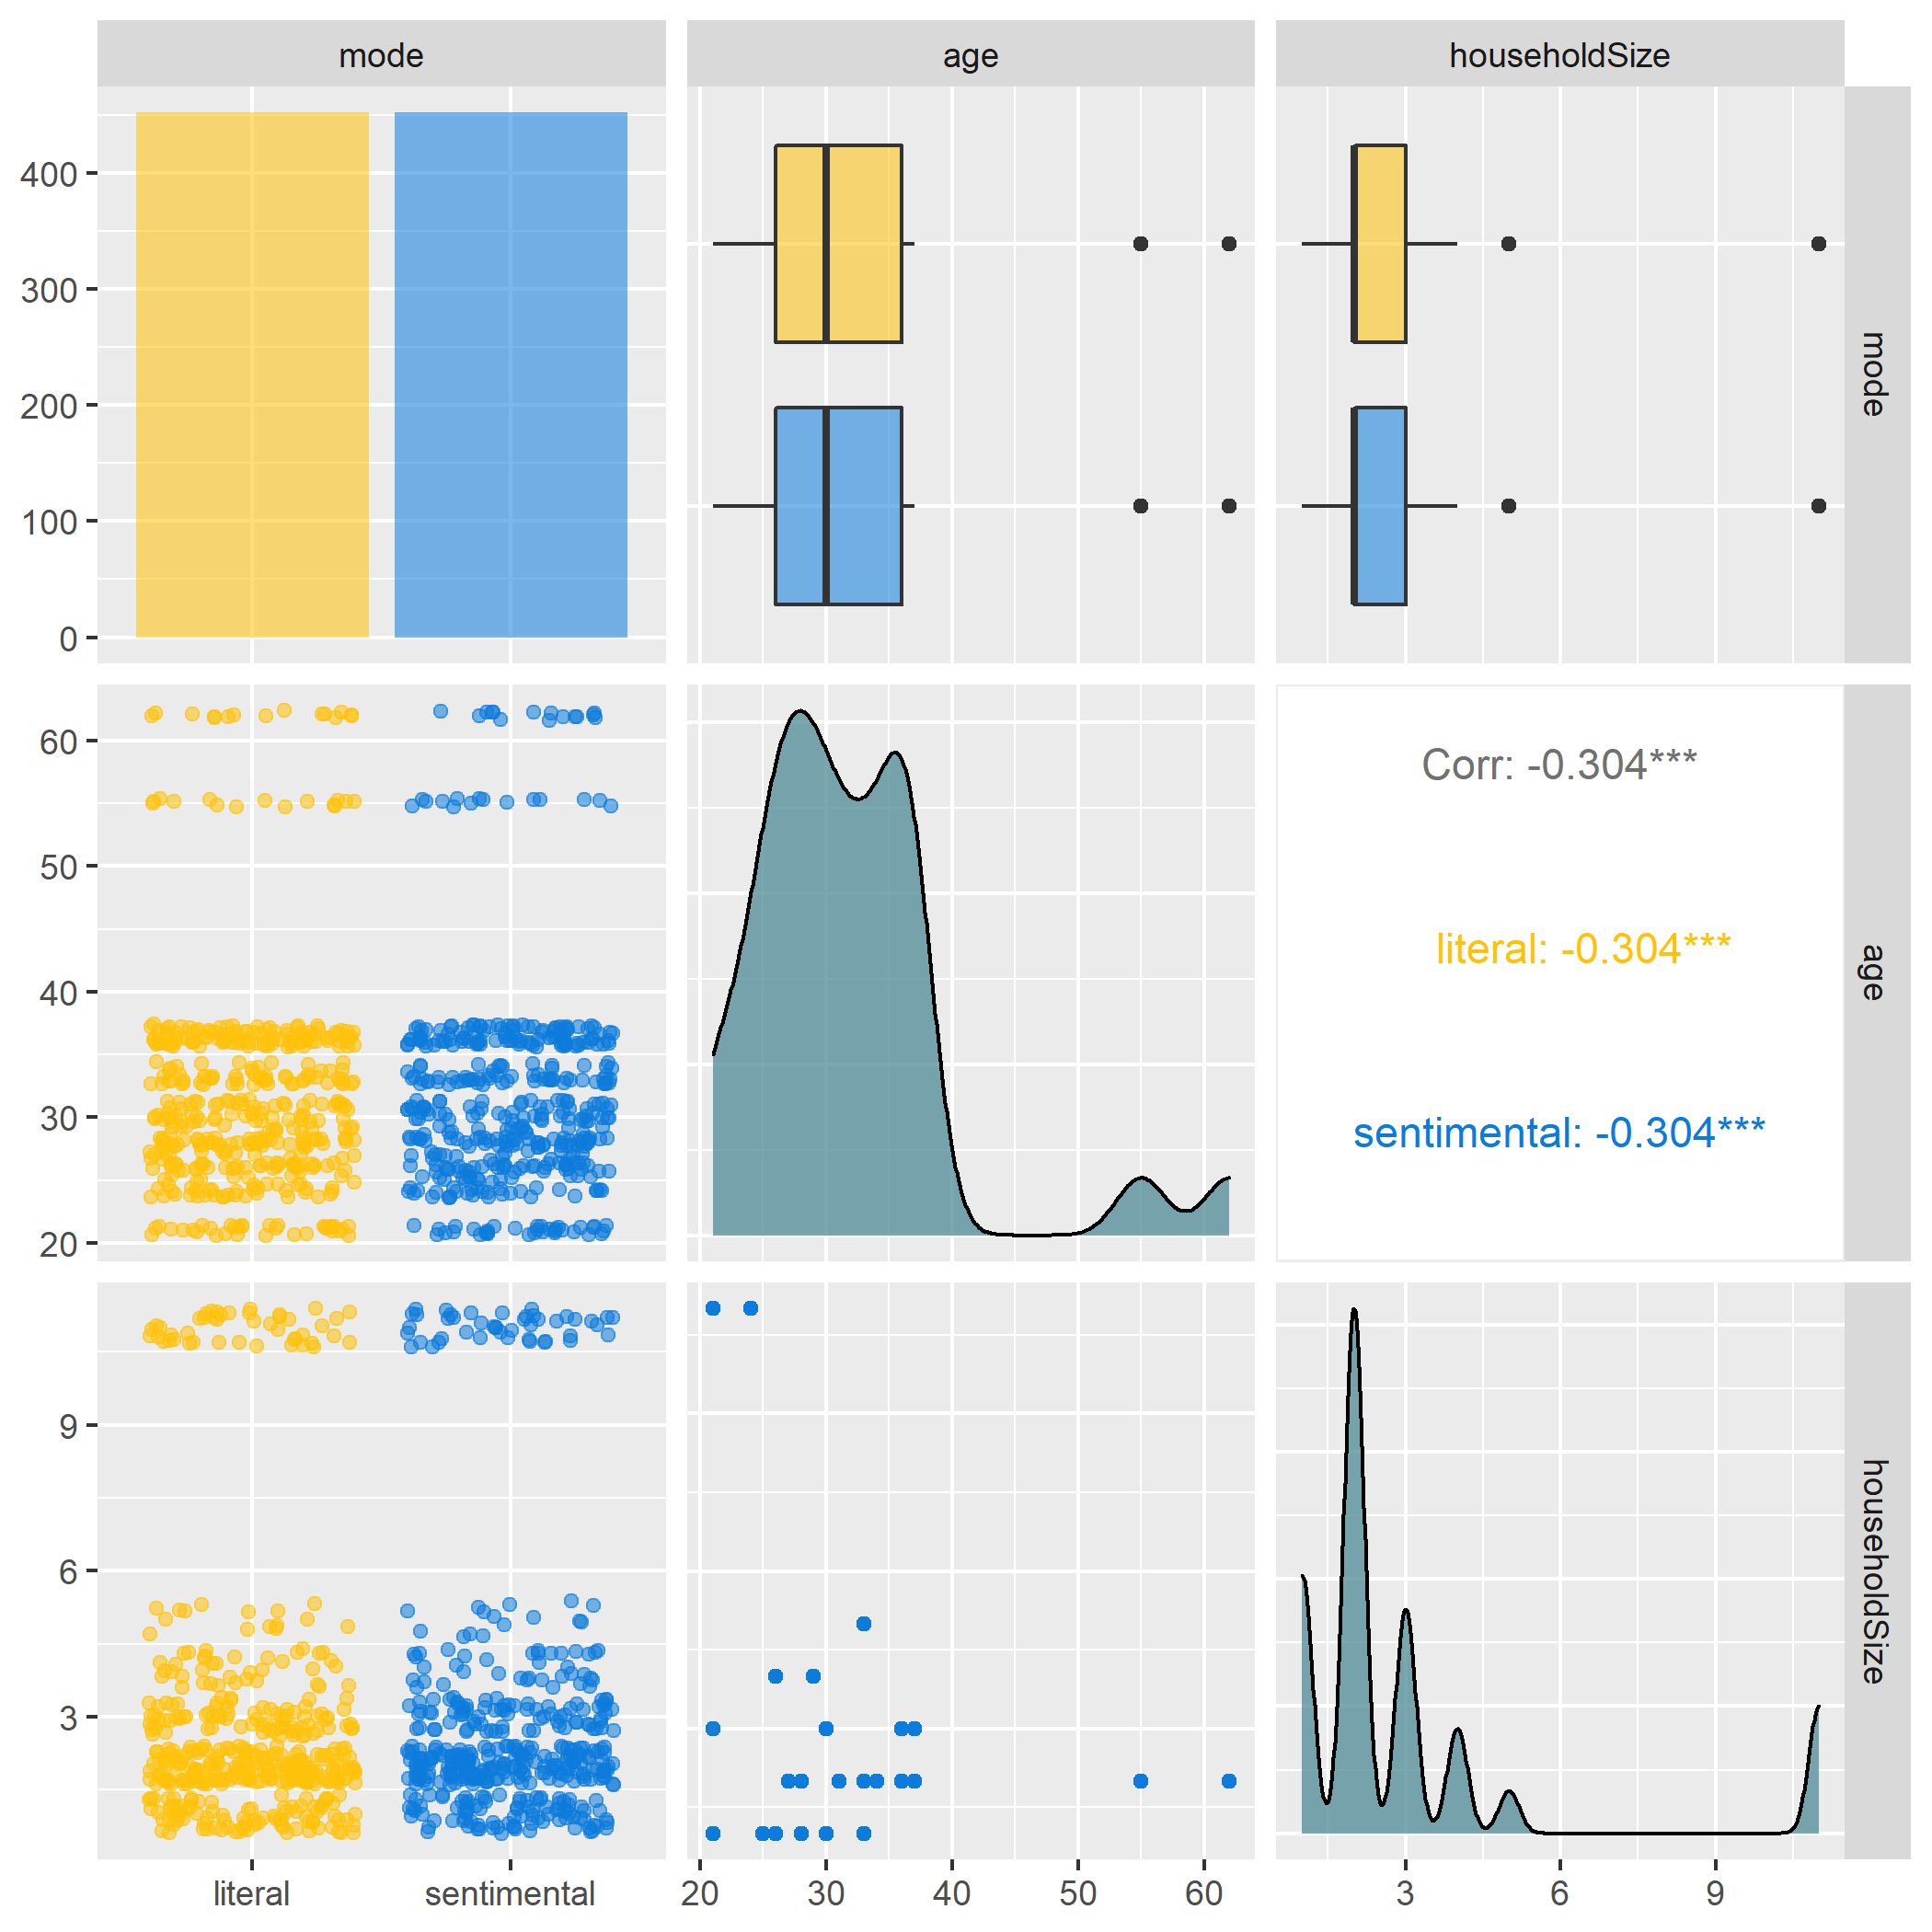 mode
age
householdSize
400
300
200
100
0
mode
60
50
40
30
20
Corr: -0.304***
literal: -0.304***
sentimental: -0.304***
age
9
6
3
householdSize
literal
sentimental
20
30
40
50
60
3
6
9